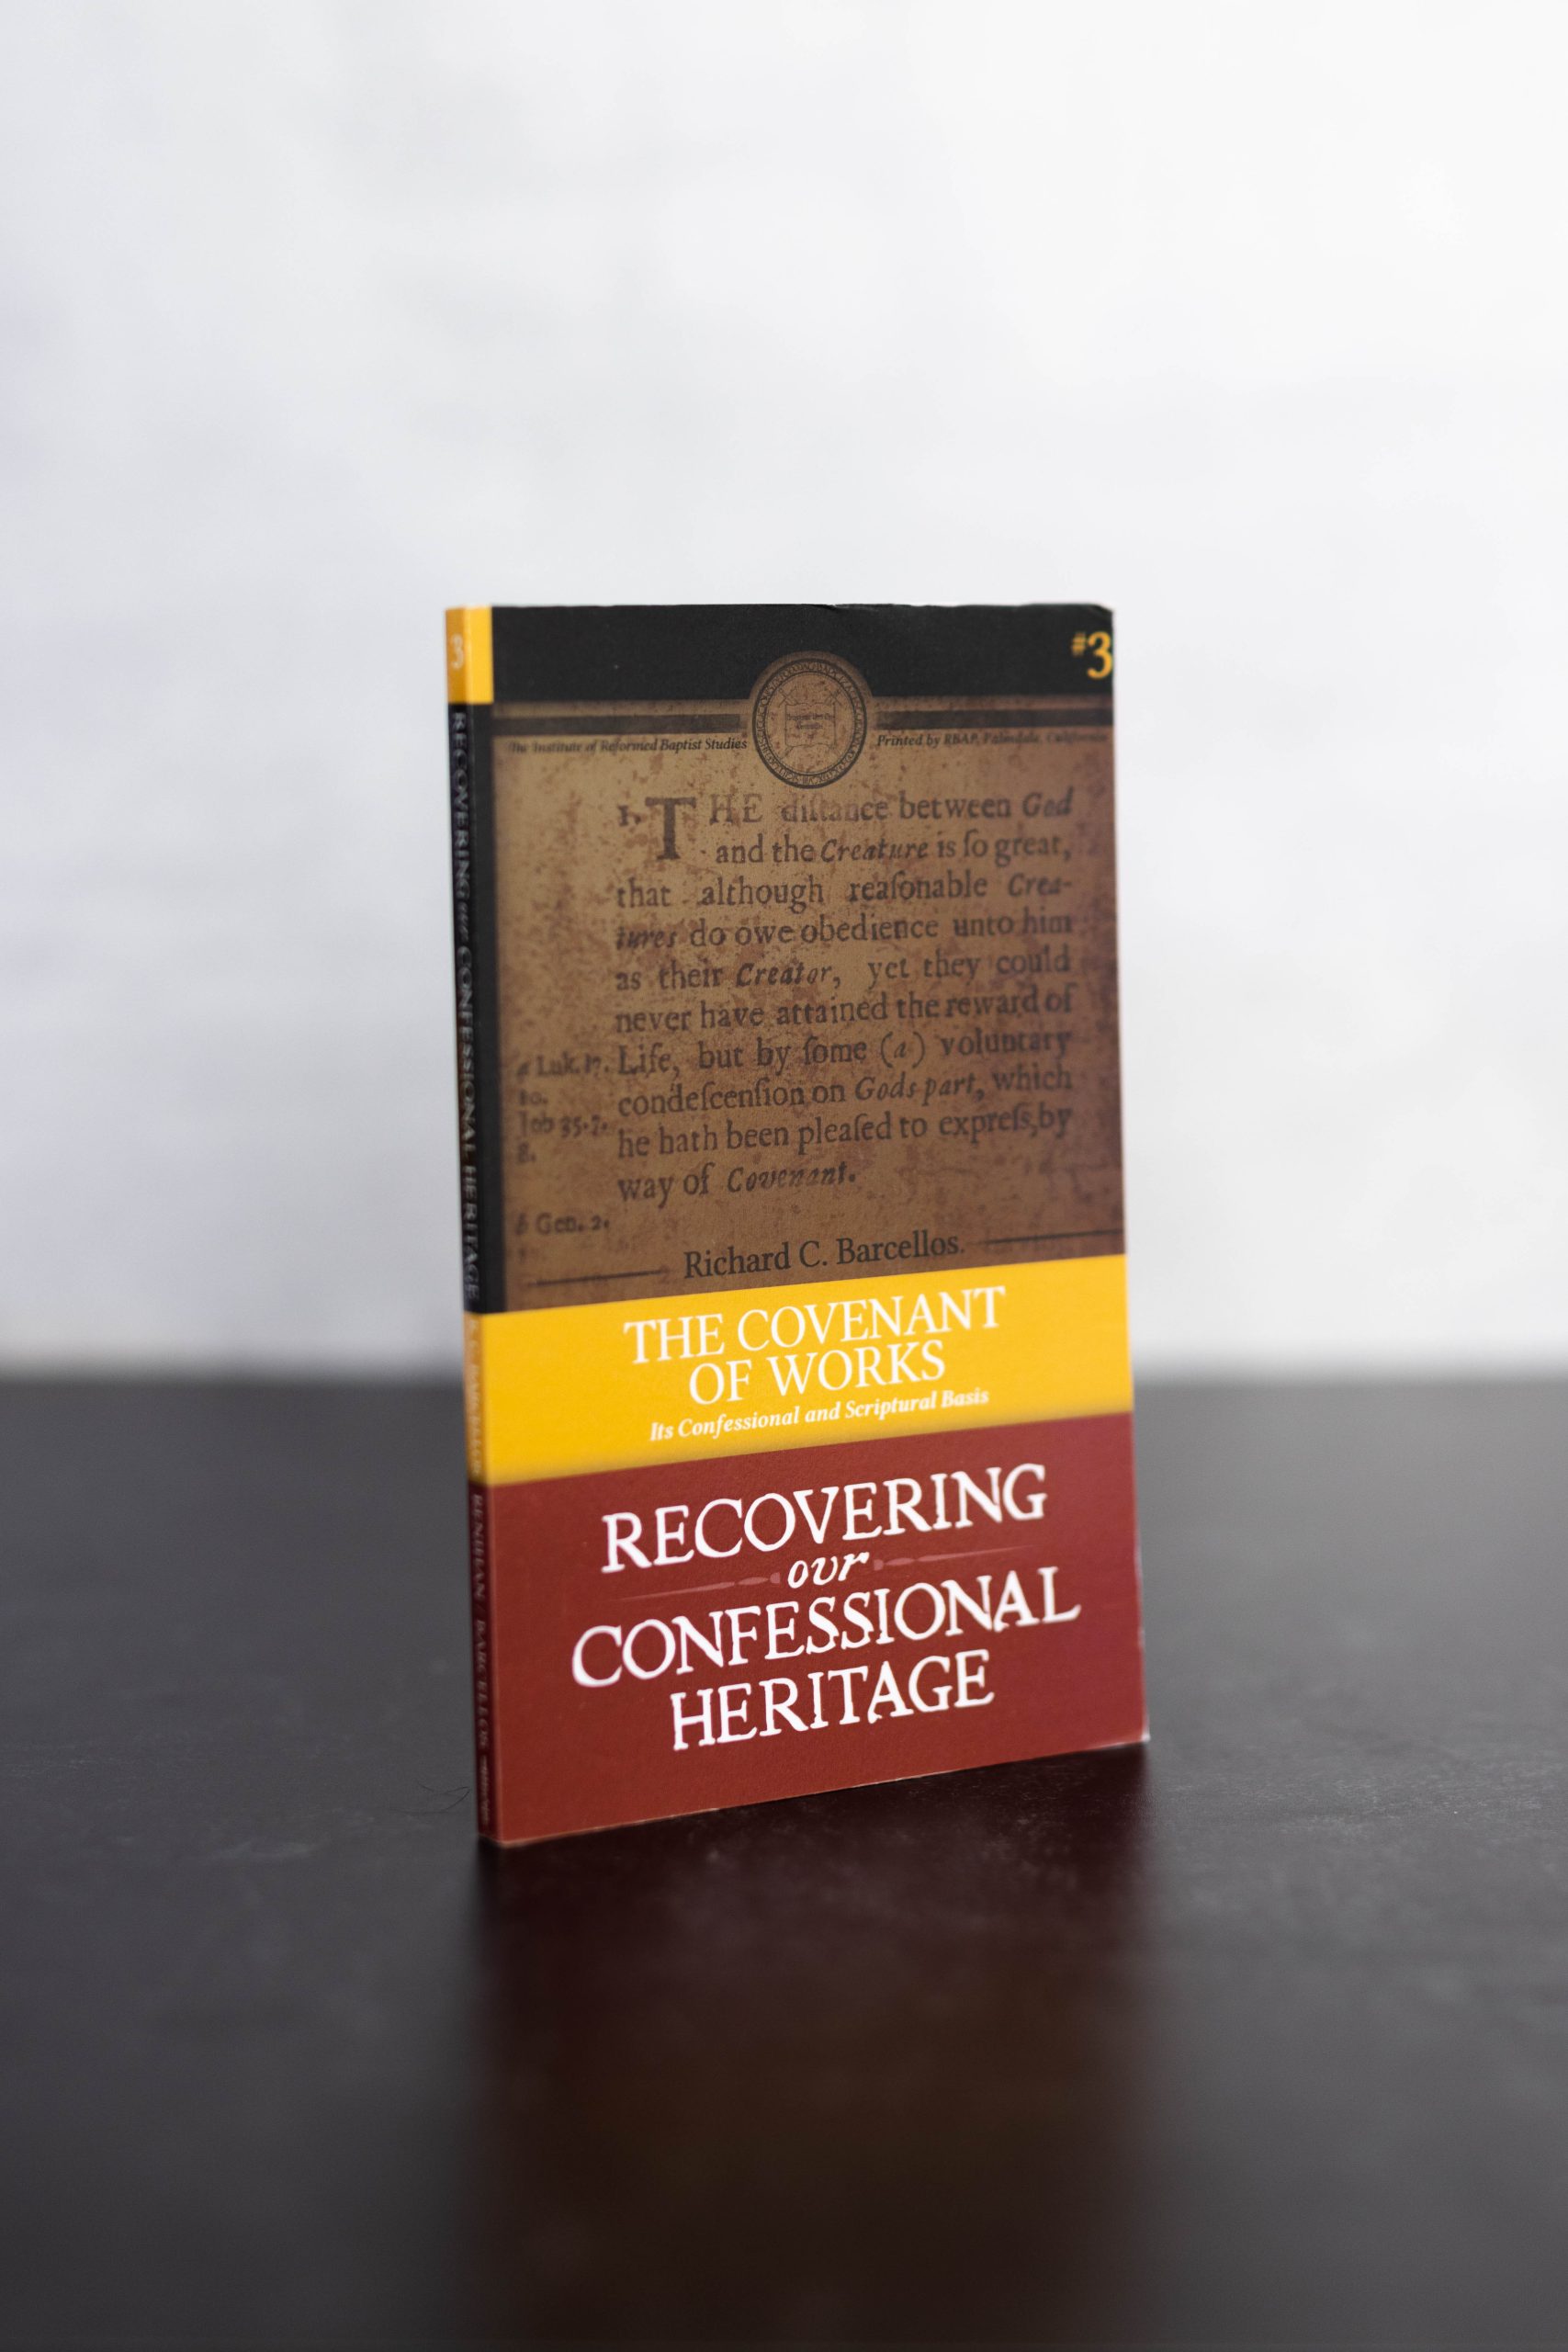 #3
The Institute of Reformed Baptist Studies
Printed by RBAP, Palmdale, California
1. THE diſtance between God
and the Creature is ſo great,
that although reaſonable Crea-
tures do owe obedience unto him
as their Creator, yet they could
never have attained the reward of
Life, but by ſome (a) voluntary
condeſcenſion on Gods part, which
he hath been pleaſed to expreſs, by
way of Covenant.
a Luk. 17.
10.
Job 35.7.
8.
b Gen. 2.
Richard C. Barcellos.
THE COVENANT
OF WORKS
Its Confessional and Scriptural Basis
RECOVERING
our
CONFESSIONAL
HERITAGE
3
RECOVERING our CONFESSIONAL HERITAGE
RENIHAN BARCELLOS